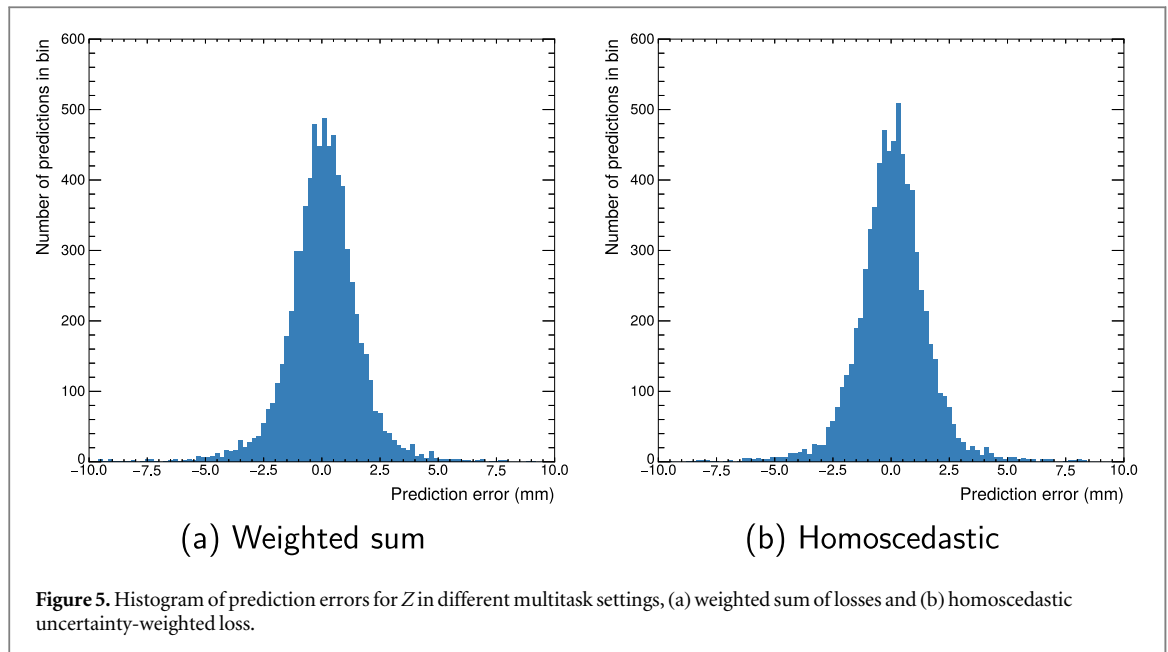 Number of predictions in bin
600
500
400
300
200
100
0
−10.0 −7.5 −5.0 −2.5 0.0 2.5 5.0 7.5 10.0
Prediction error (mm)
(a) Weighted sum
Number of predictions in bin
600
500
400
300
200
100
0
−10.0 −7.5 −5.0 −2.5 0.0 2.5 5.0 7.5 10.0
Prediction error (mm)
(b) Homoscedastic
Figure 5. Histogram of prediction errors for Z in different multitask settings, (a) weighted sum of losses and (b) homoscedastic
uncertainty-weighted loss.